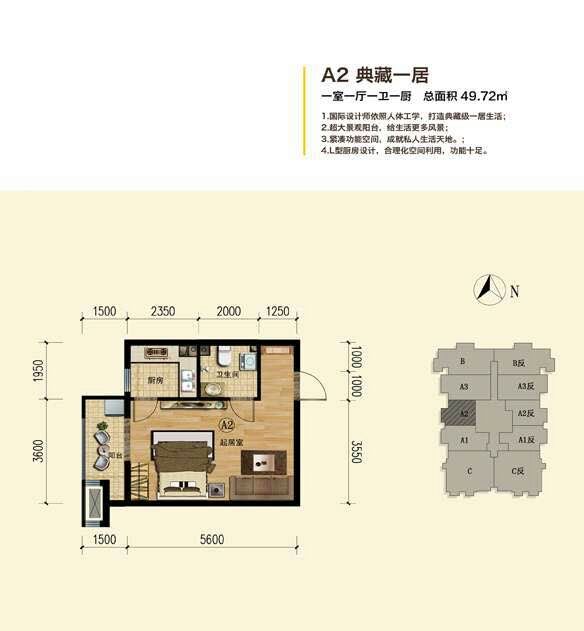 A2 典藏一居
一室一厅一卫一厨 总面积 49.72㎡
1.国际设计师依照人体工学，打造典藏级一居生活；
2.超大景观阳台，给生活更多风景；
3.紧凑功能空间，成就私人生活天地。；
4.L型厨房设计，合理化空间利用，功能十足。
N
1500 2350 2000 1250
1950
1000
1000
3600
3550
厨房
卫生间
A2
起居室
阳台
1500 5600
B B反
A3 A3反
A2 A2反
A1 A1反
C C反